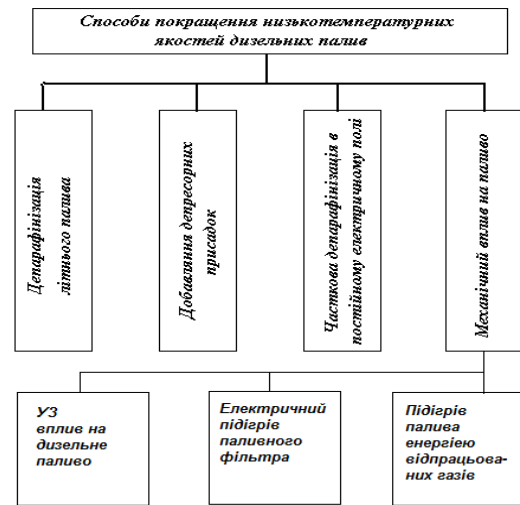 Способи покращення низькотемпературних
якостей дизельних палив
Депарафінізація
літнього палива
Добавляння депресорних
присадок
Часткова депарафінізація в
постійному електричному полі
Механічний вплив на паливо
УЗ
вплив на
дизельне
паливо
Електричний
підігрів
паливного
фільтра
Підігрів
палива
енергією
відпрацьова-
них газів